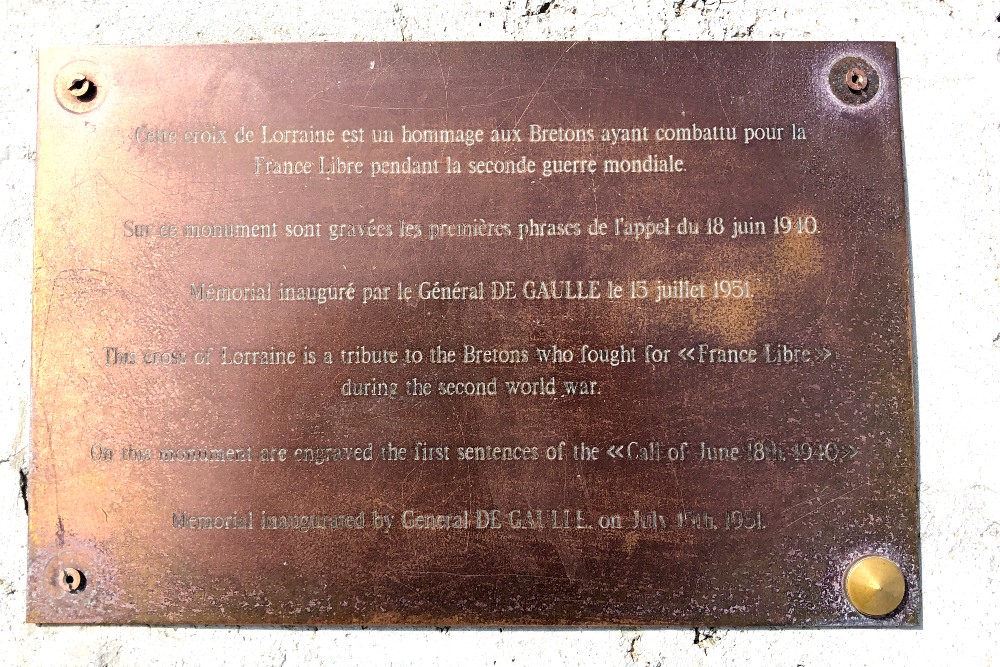 Cette croix de Lorraine est un hommage aux Bretons ayant combattu pour la
France Libre pendant la seconde guerre mondiale.
Sur ce monument sont gravées les premières phrases de l'appel du 18 juin 1940.
Mémorial inauguré par le Général DE GAULLE le 15 juillet 1951.
This cross of Lorraine is a tribute to the Bretons who fought for «France Libre»
during the second world war.
On this monument are engraved the first sentences of the «Call of June 18th, 1940»
Memorial inaugurated by General DE GAULLE, on July 15th, 1951.